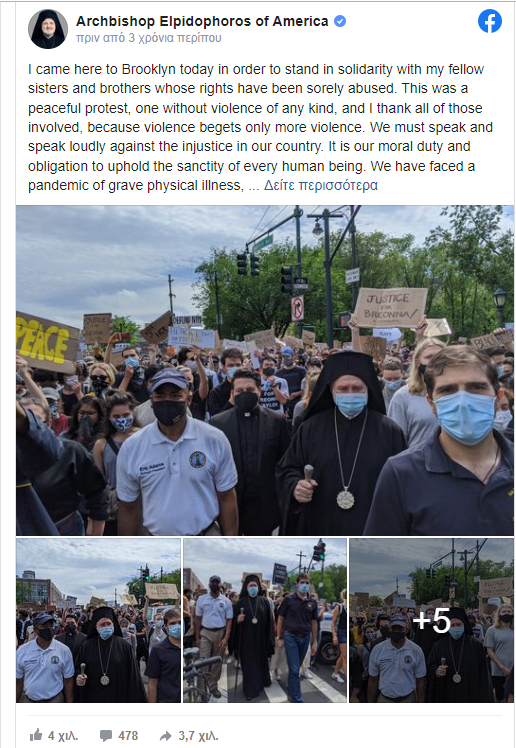 Archbishop Elpidophoros of America
πριν από 3 χρόνια περίπου
I came here to Brooklyn today in order to stand in solidarity with my fellow
sisters and brothers whose rights have been sorely abused. This was a
peaceful protest, one without violence of any kind, and I thank all of those
involved, because violence begets only more violence. We must speak and
speak loudly against the injustice in our country. It is our moral duty and
obligation to uphold the sanctity of every human being. We have faced a
pandemic of grave physical illness, ... Δείτε περισσότερα
PEACE
JUSTICE
FOR
BREONNA!
Eric Adams
+5
4 χιλ.
478
3,7 χιλ.